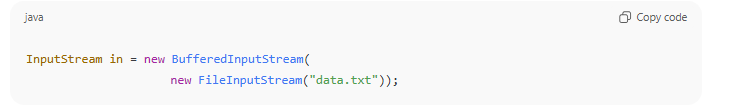 java
Copy code
InputStream in = new BufferedInputStream(
new FileInputStream("data.txt"));